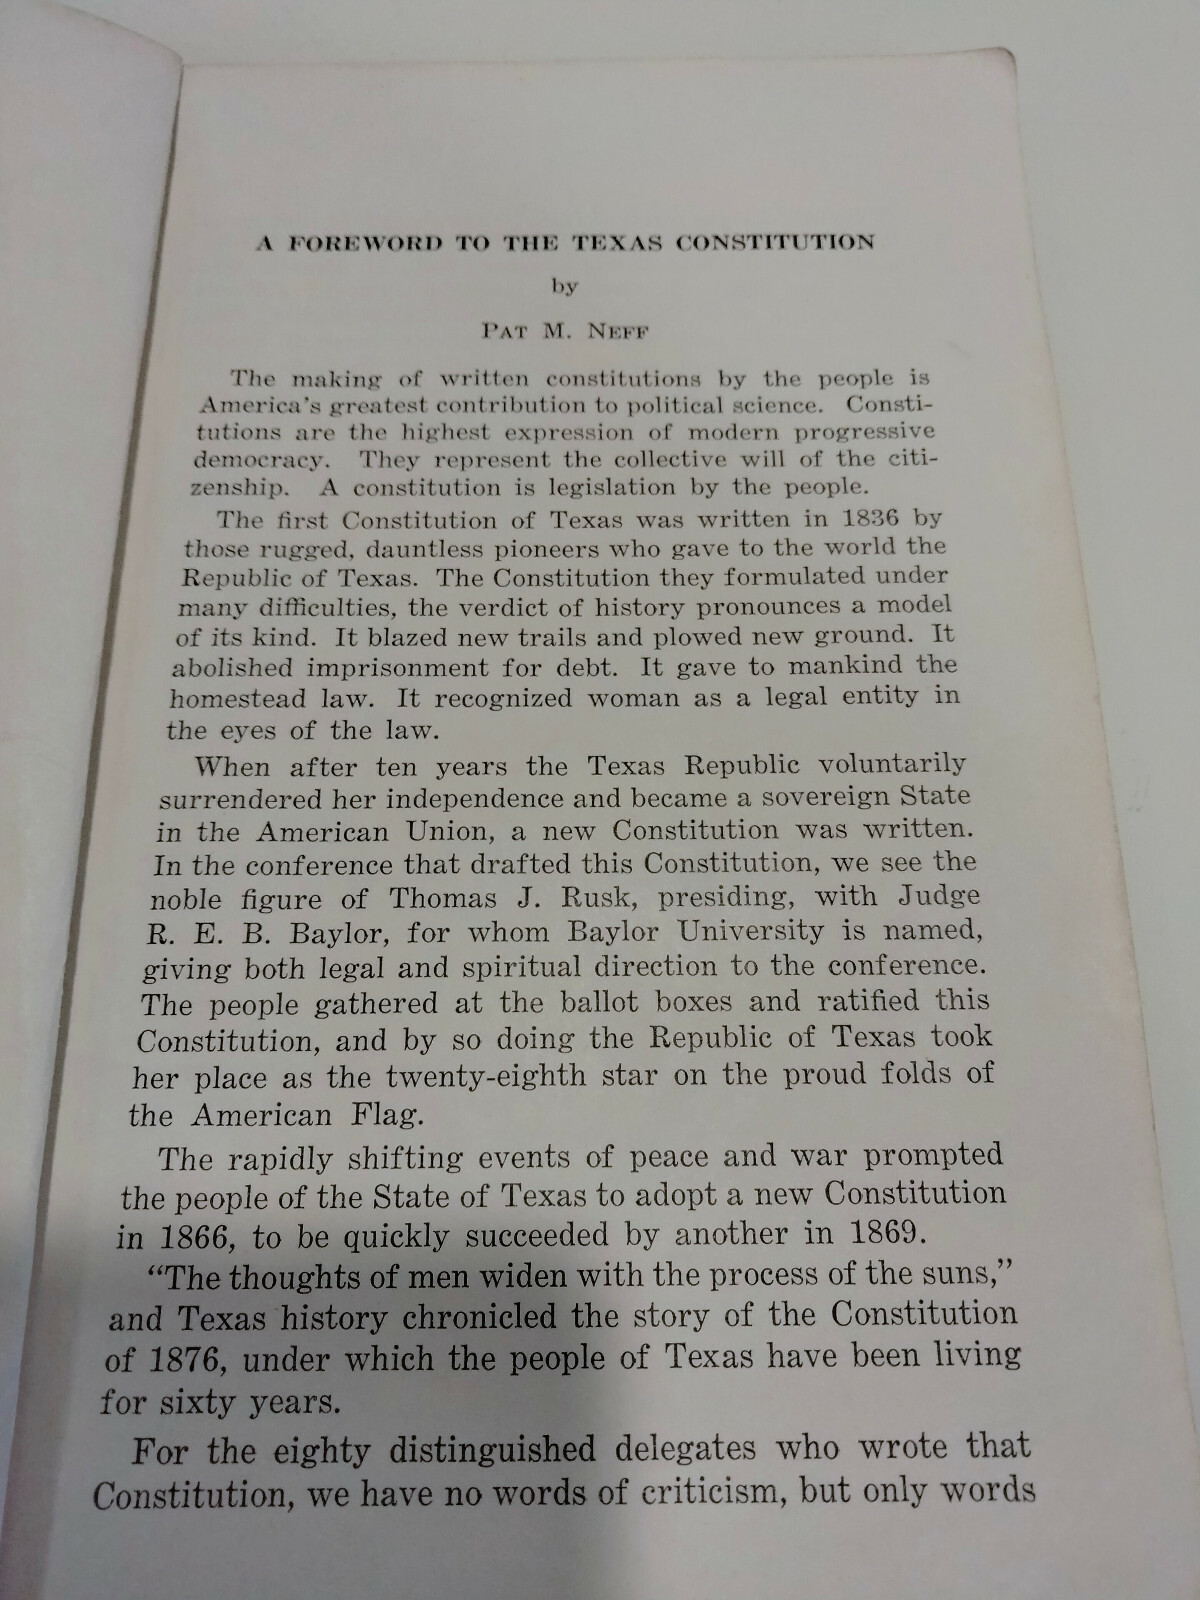 A FOREWORD TO THE TEXAS CONSTITUTION
by
PAT M. NEFF
The making of written constitutions by the people is
America's greatest contribution to political science. Consti-
tutions are the highest expression of modern progressive
democracy. They represent the collective will of the citi-
zenship. A constitution is legislation by the people.
The first Constitution of Texas was written in 1836 by
those rugged, dauntless pioneers who gave to the world the
Republic of Texas. The Constitution they formulated under
many difficulties, the verdict of history pronounces a model
of its kind. It blazed new trails and plowed new ground. It
abolished imprisonment for debt. It gave to mankind the
homestead law. It recognized woman as a legal entity in
the eyes of the law.
When after ten years the Texas Republic voluntarily
surrendered her independence and became a sovereign State
in the American Union, a new Constitution was written.
In the conference that drafted this Constitution, we see the
noble figure of Thomas J. Rusk, presiding, with Judge
R. E. B. Baylor, for whom Baylor University is named,
giving both legal and spiritual direction to the conference.
The people gathered at the ballot boxes and ratified this
Constitution, and by so doing the Republic of Texas took
her place as the twenty-eighth star on the proud folds of
the American Flag.
The rapidly shifting events of peace and war prompted
the people of the State of Texas to adopt a new Constitution
in 1866, to be quickly succeeded by another in 1869.
"The thoughts of men widen with the process of the suns,"
and Texas history chronicled the story of the Constitution
of 1876, under which the people of Texas have been living
for sixty years.
For the eighty distinguished delegates who wrote that
Constitution, we have no words of criticism, but only words